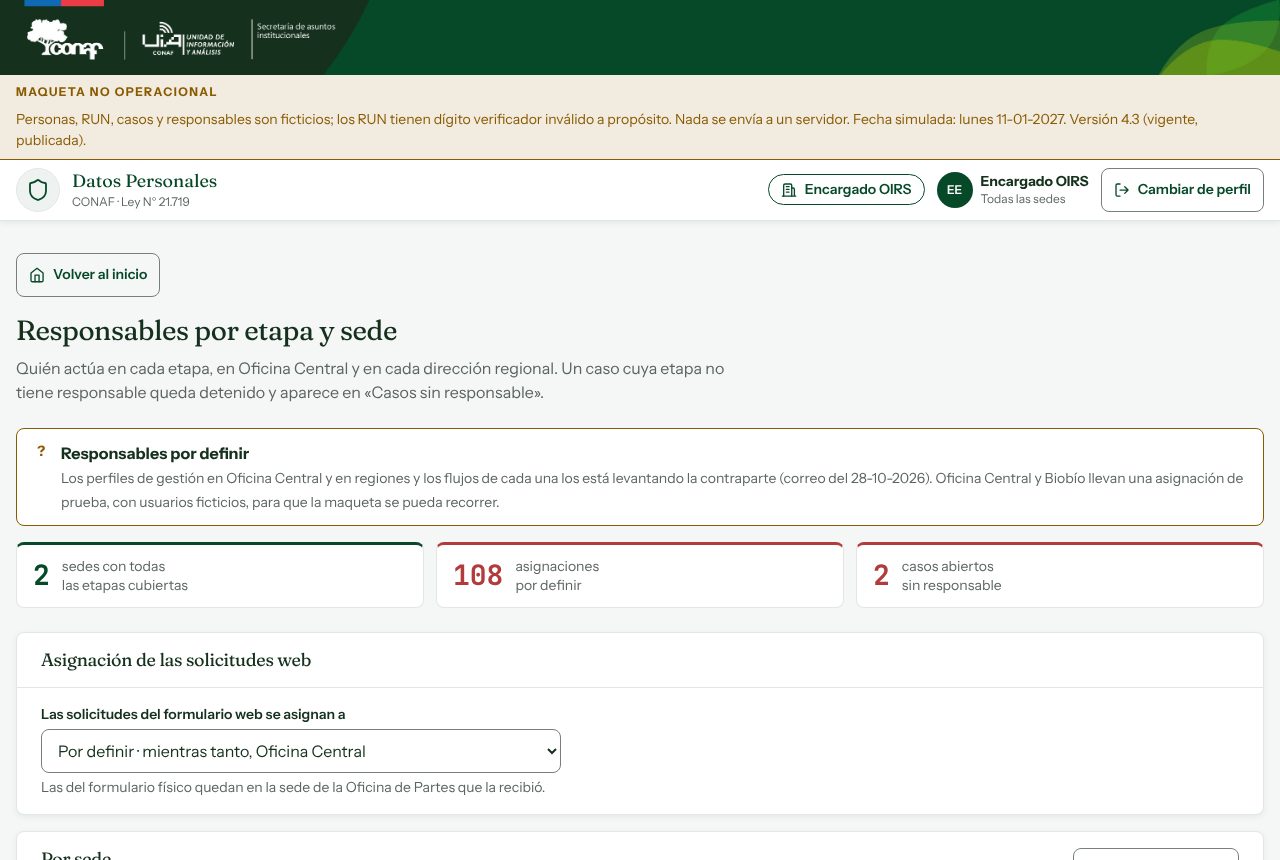 conaf
UIA
CONAF
UNIDAD DE
INFORMACIÓN
Y ANÁLISIS
Secretaría de asuntos
institucionales
MAQUETA NO OPERACIONAL
Personas, RUN, casos y responsables son ficticios; los RUN tienen dígito verificador inválido a propósito. Nada se envía a un servidor. Fecha simulada: lunes 11-01-2027. Versión 4.3 (vigente,
publicada).
Datos Personales
CONAF · Ley N° 21.719
Encargado OIRS
EE
Encargado OIRS
Todas las sedes
Cambiar de perfil
Volver al inicio
Responsables por etapa y sede
Quién actúa en cada etapa, en Oficina Central y en cada dirección regional. Un caso cuya etapa no
tiene responsable queda detenido y aparece en «Casos sin responsable».
?
Responsables por definir
Los perfiles de gestión en Oficina Central y en regiones y los flujos de cada una los está levantando la contraparte (correo del 28-10-2026). Oficina Central y Biobío llevan una asignación de
prueba, con usuarios ficticios, para que la maqueta se pueda recorrer.
2
sedes con todas
las etapas cubiertas
108
asignaciones
por definir
2
casos abiertos
sin responsable
Asignación de las solicitudes web
Las solicitudes del formulario web se asignan a
Por definir · mientras tanto, Oficina Central
Las del formulario físico quedan en la sede de la Oficina de Partes que la recibió.
Por sede